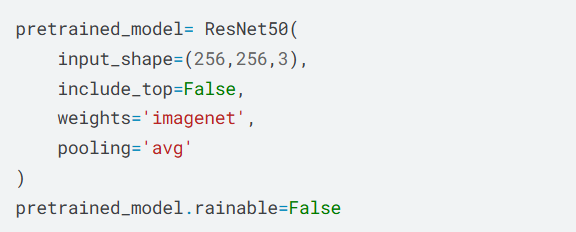 pretrained_model= ResNet50(
    input_shape=(256,256,3),
    include_top=False,
    weights='imagenet',
    pooling='avg'
)
pretrained_model.rainable=False